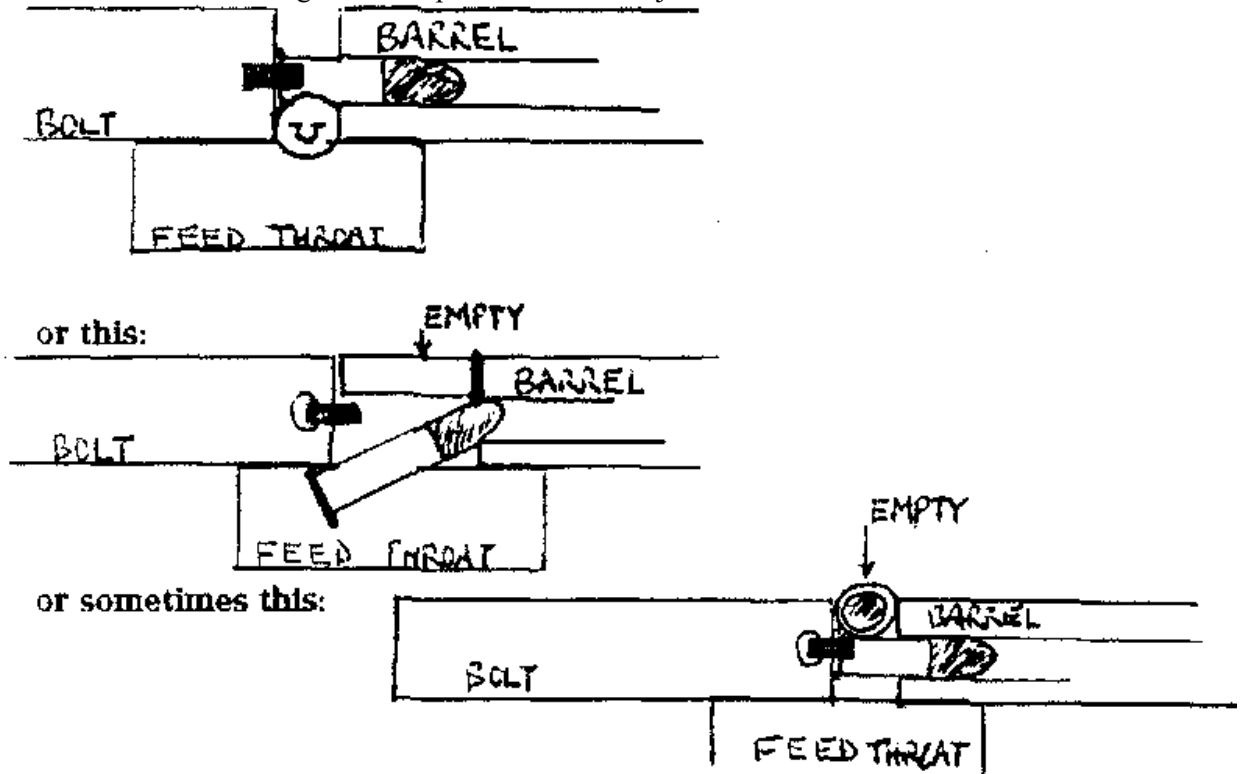 BARREL
BOLT
FEED THROAT
or this:
EMPTY
BARREL
BOLT
FEED THROAT
EMPTY
or sometimes this:
BARREL
BOLT
FEED THROAT